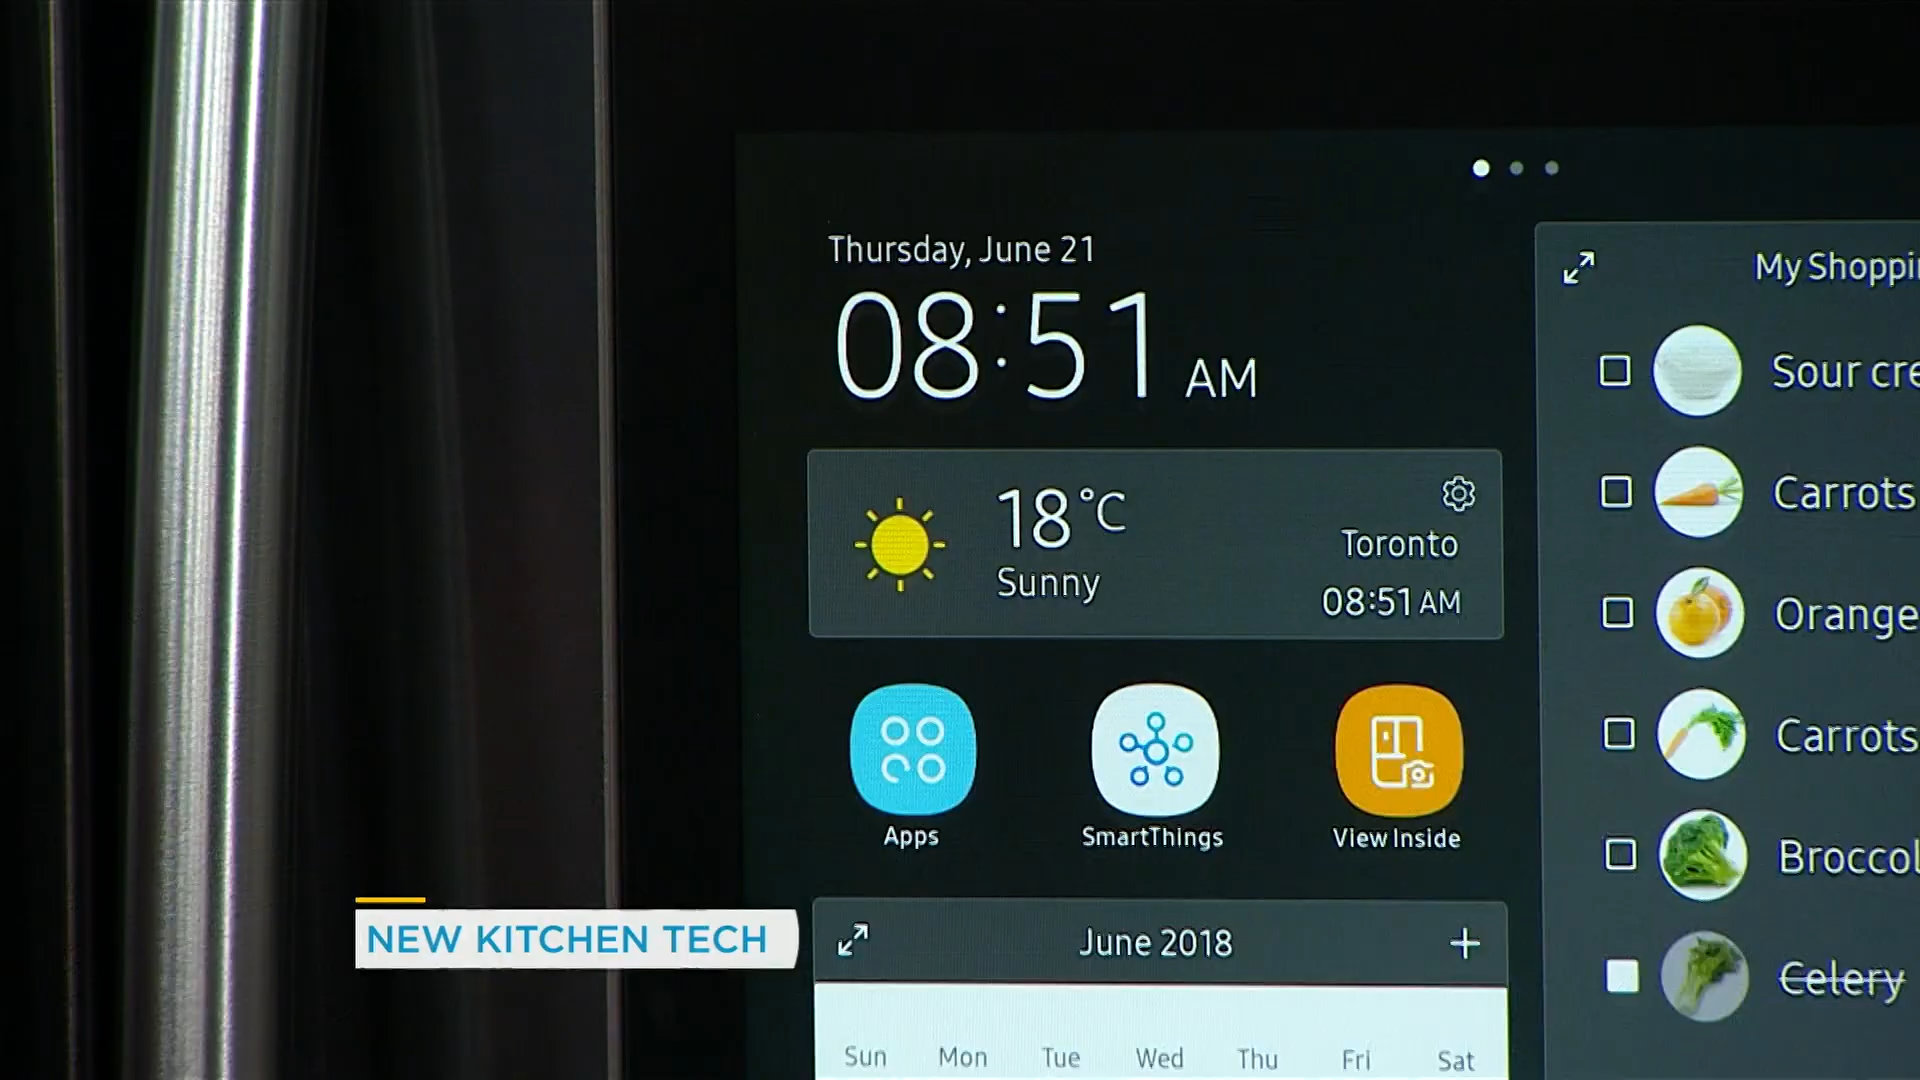 Thursday, June 21
08:51 AM
18°C
Sunny
Toronto
08:51 AM
Apps
SmartThings
View Inside
June 2018
Sun Mon Tue Wed Thu Fri Sat
My Shoppin
Sour cre
Carrots
Orange
Carrots
Broccol
Celery
NEW KITCHEN TECH